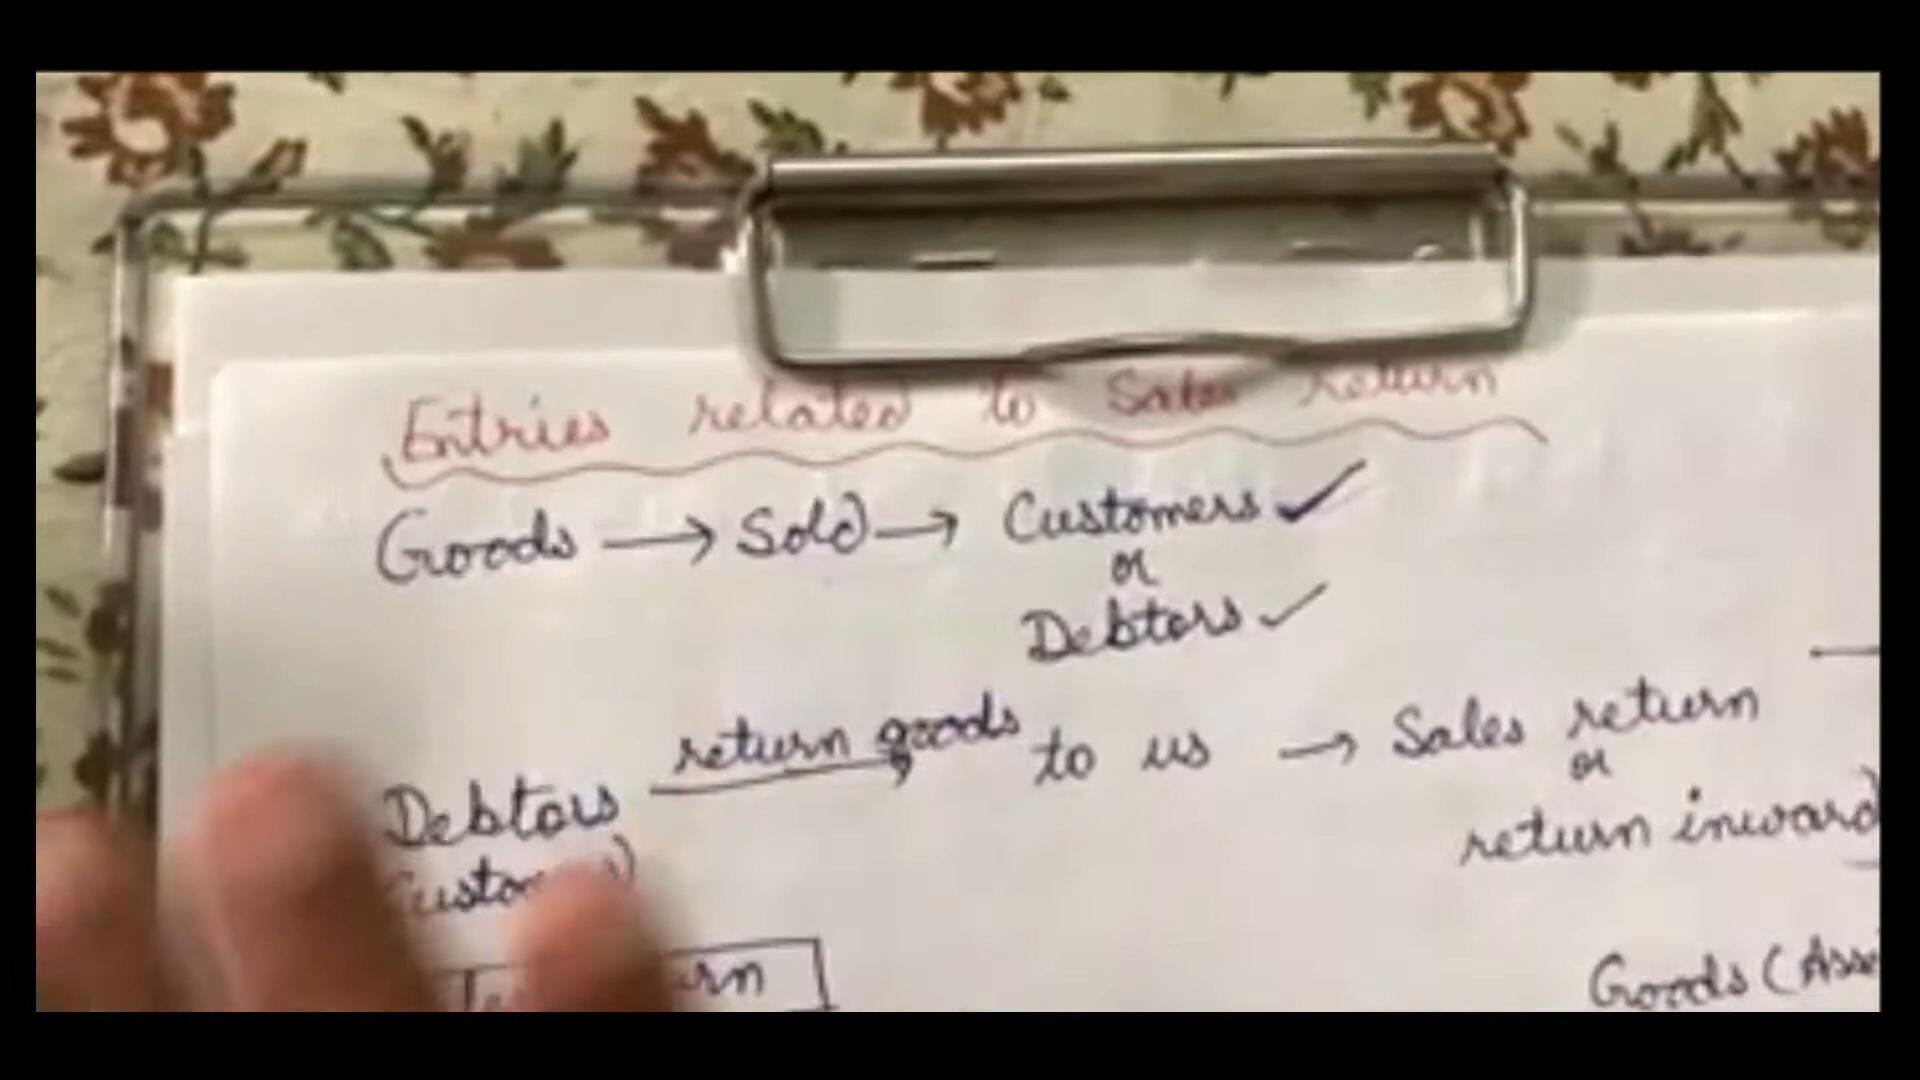 Entries related to Sales return
Goods → Sold → Customers ✓
or
Debtors ✓
return goods
Debtors → to us → Sales return
or
return inward
Goods (